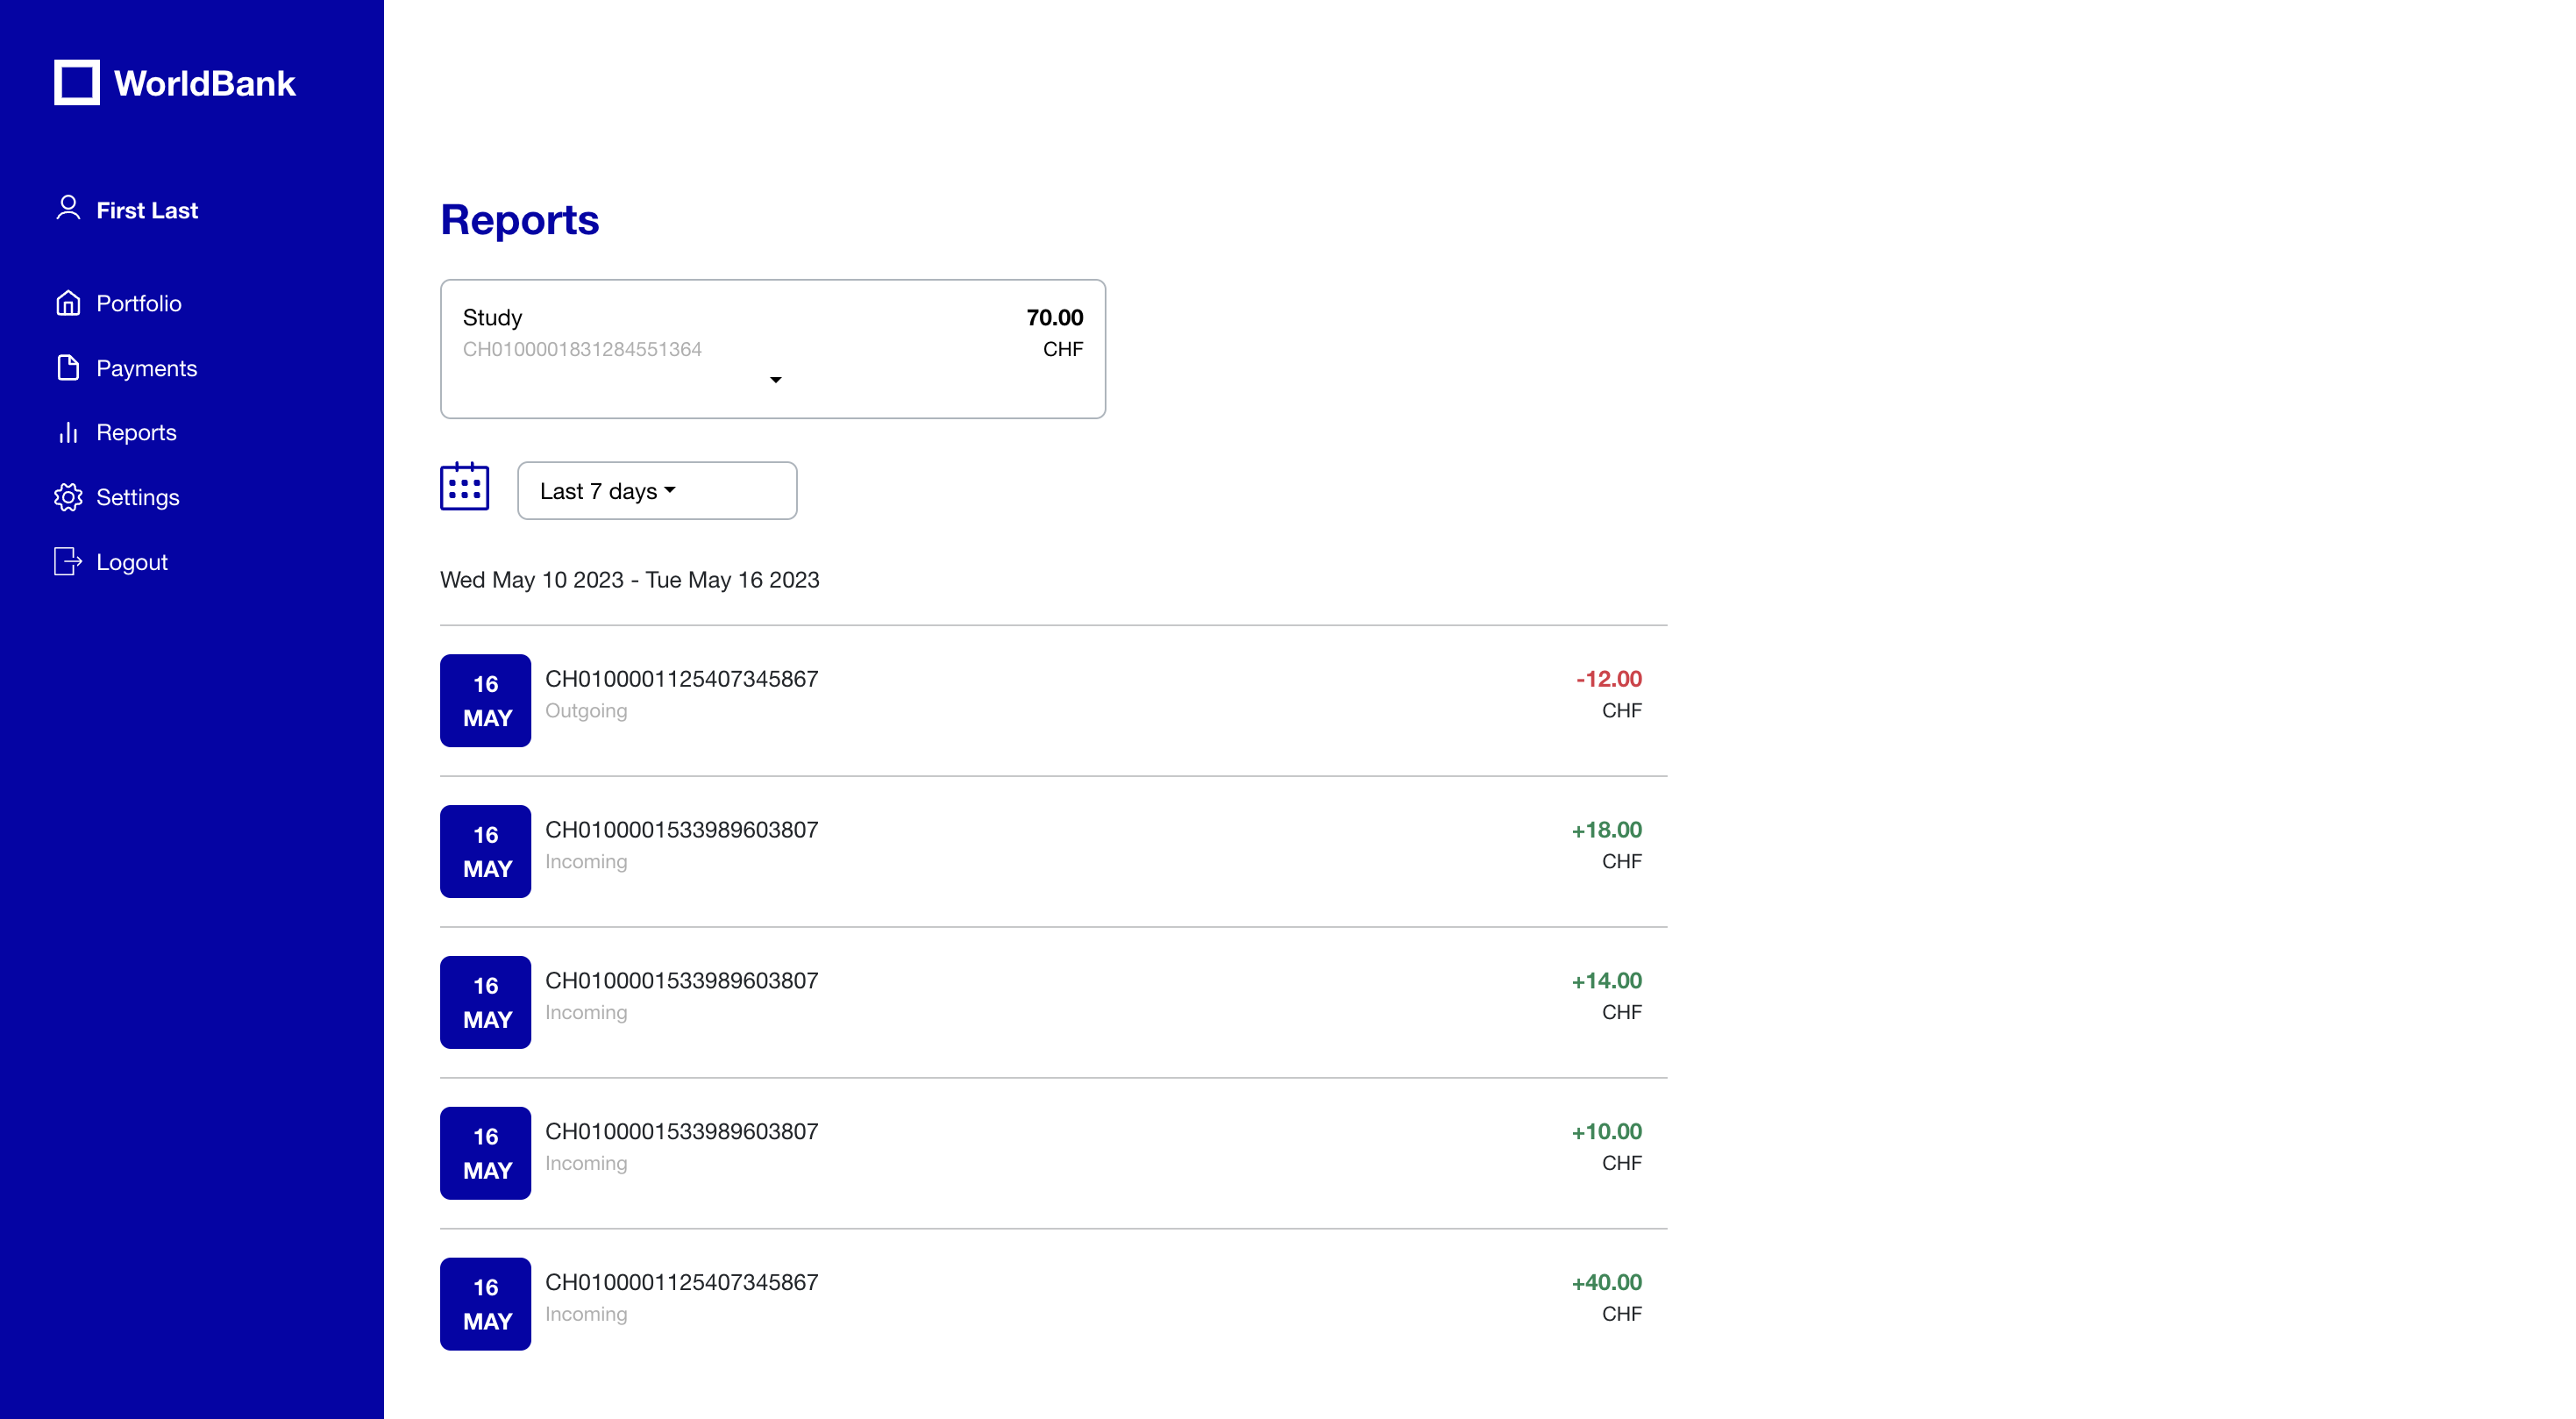 WorldBank
First Last
Portfolio
Payments
Reports
Settings
Logout
Reports
Study 70.00
CH0100001831284551364 CHF
Last 7 days
Wed May 10 2023 - Tue May 16 2023
16 MAY
CH0100001125407345867 -12.00
Outgoing CHF
16 MAY
CH0100001533989603807 +18.00
Incoming CHF
16 MAY
CH0100001533989603807 +14.00
Incoming CHF
16 MAY
CH0100001533989603807 +10.00
Incoming CHF
16 MAY
CH0100001125407345867 +40.00
Incoming CHF